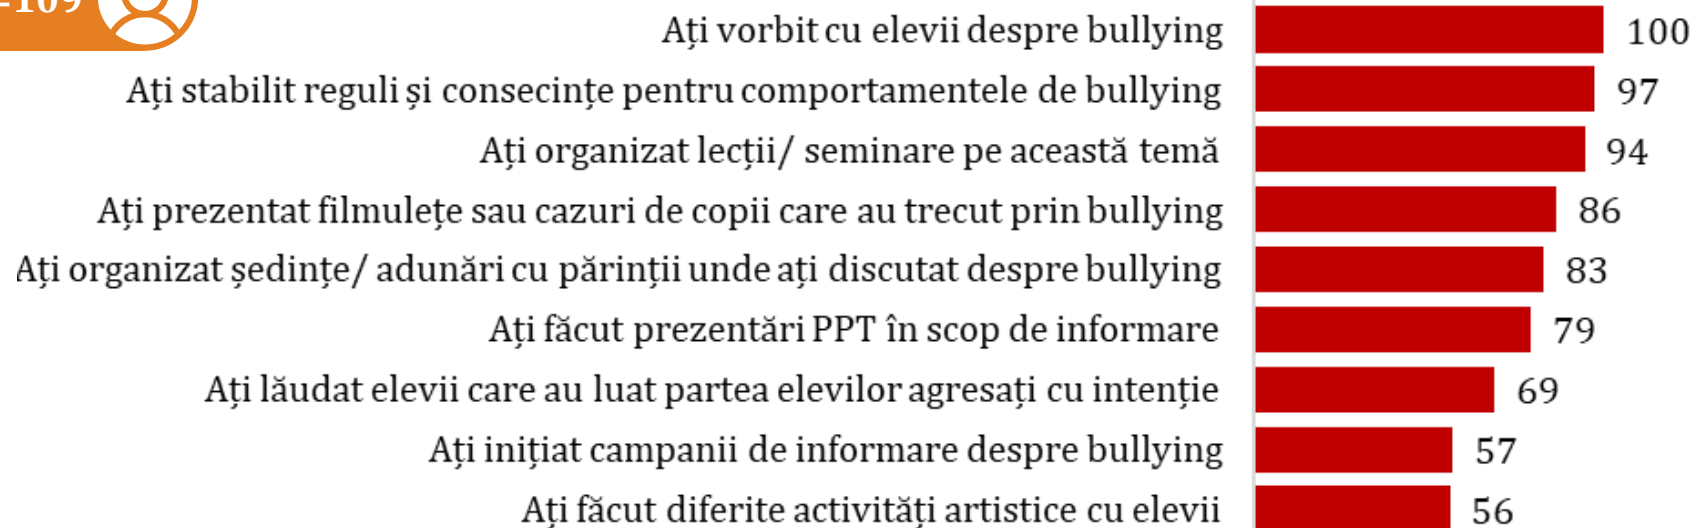 -109
Ați vorbit cu elevii despre bullying 100
Ați stabilit reguli și consecințe pentru comportamentele de bullying 97
Ați organizat lecții/ seminare pe această temă 94
Ați prezentat filmulețe sau cazuri de copii care au trecut prin bullying 86
Ați organizat ședințe/ adunări cu părinții unde ați discutat despre bullying 83
Ați făcut prezentări PPT în scop de informare 79
Ați lăudat elevii care au luat partea elevilor agresați cu intenție 69
Ați inițiat campanii de informare despre bullying 57
Ați făcut diferite activități artistice cu elevii 56